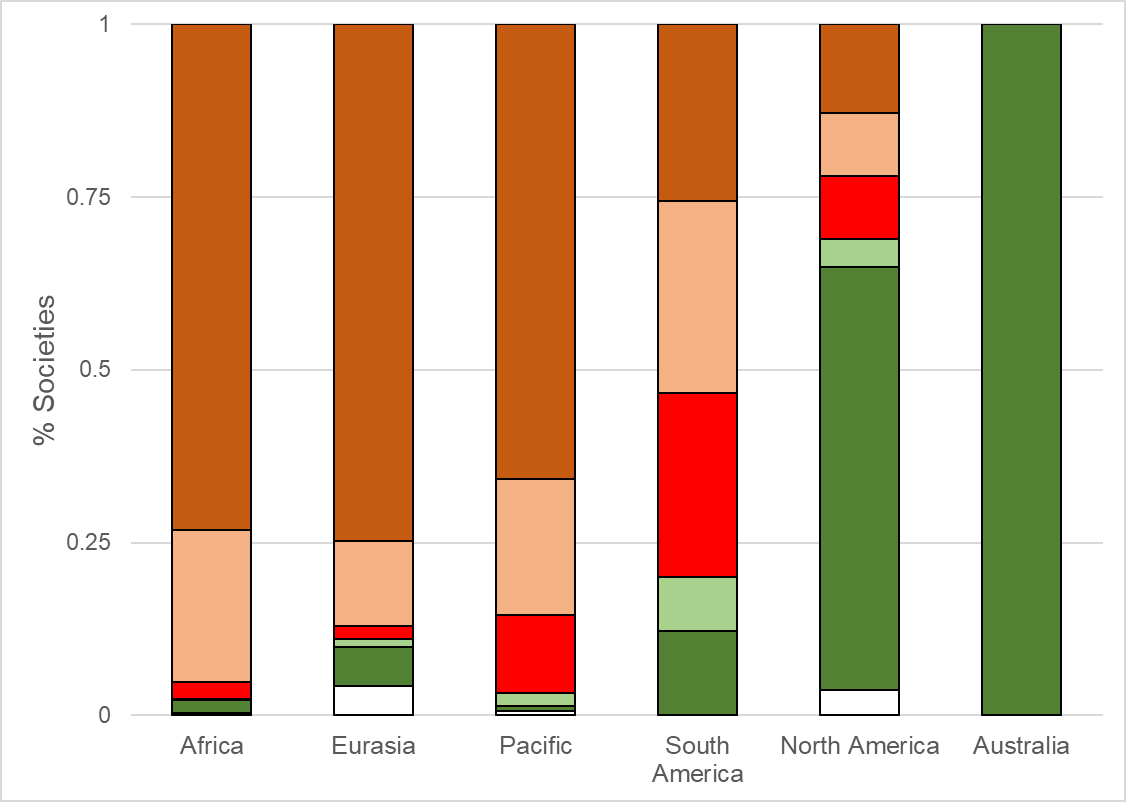 1
0.75
0.5
0.25
0
% Societies
Africa
Eurasia
Pacific
South
America
North America
Australia